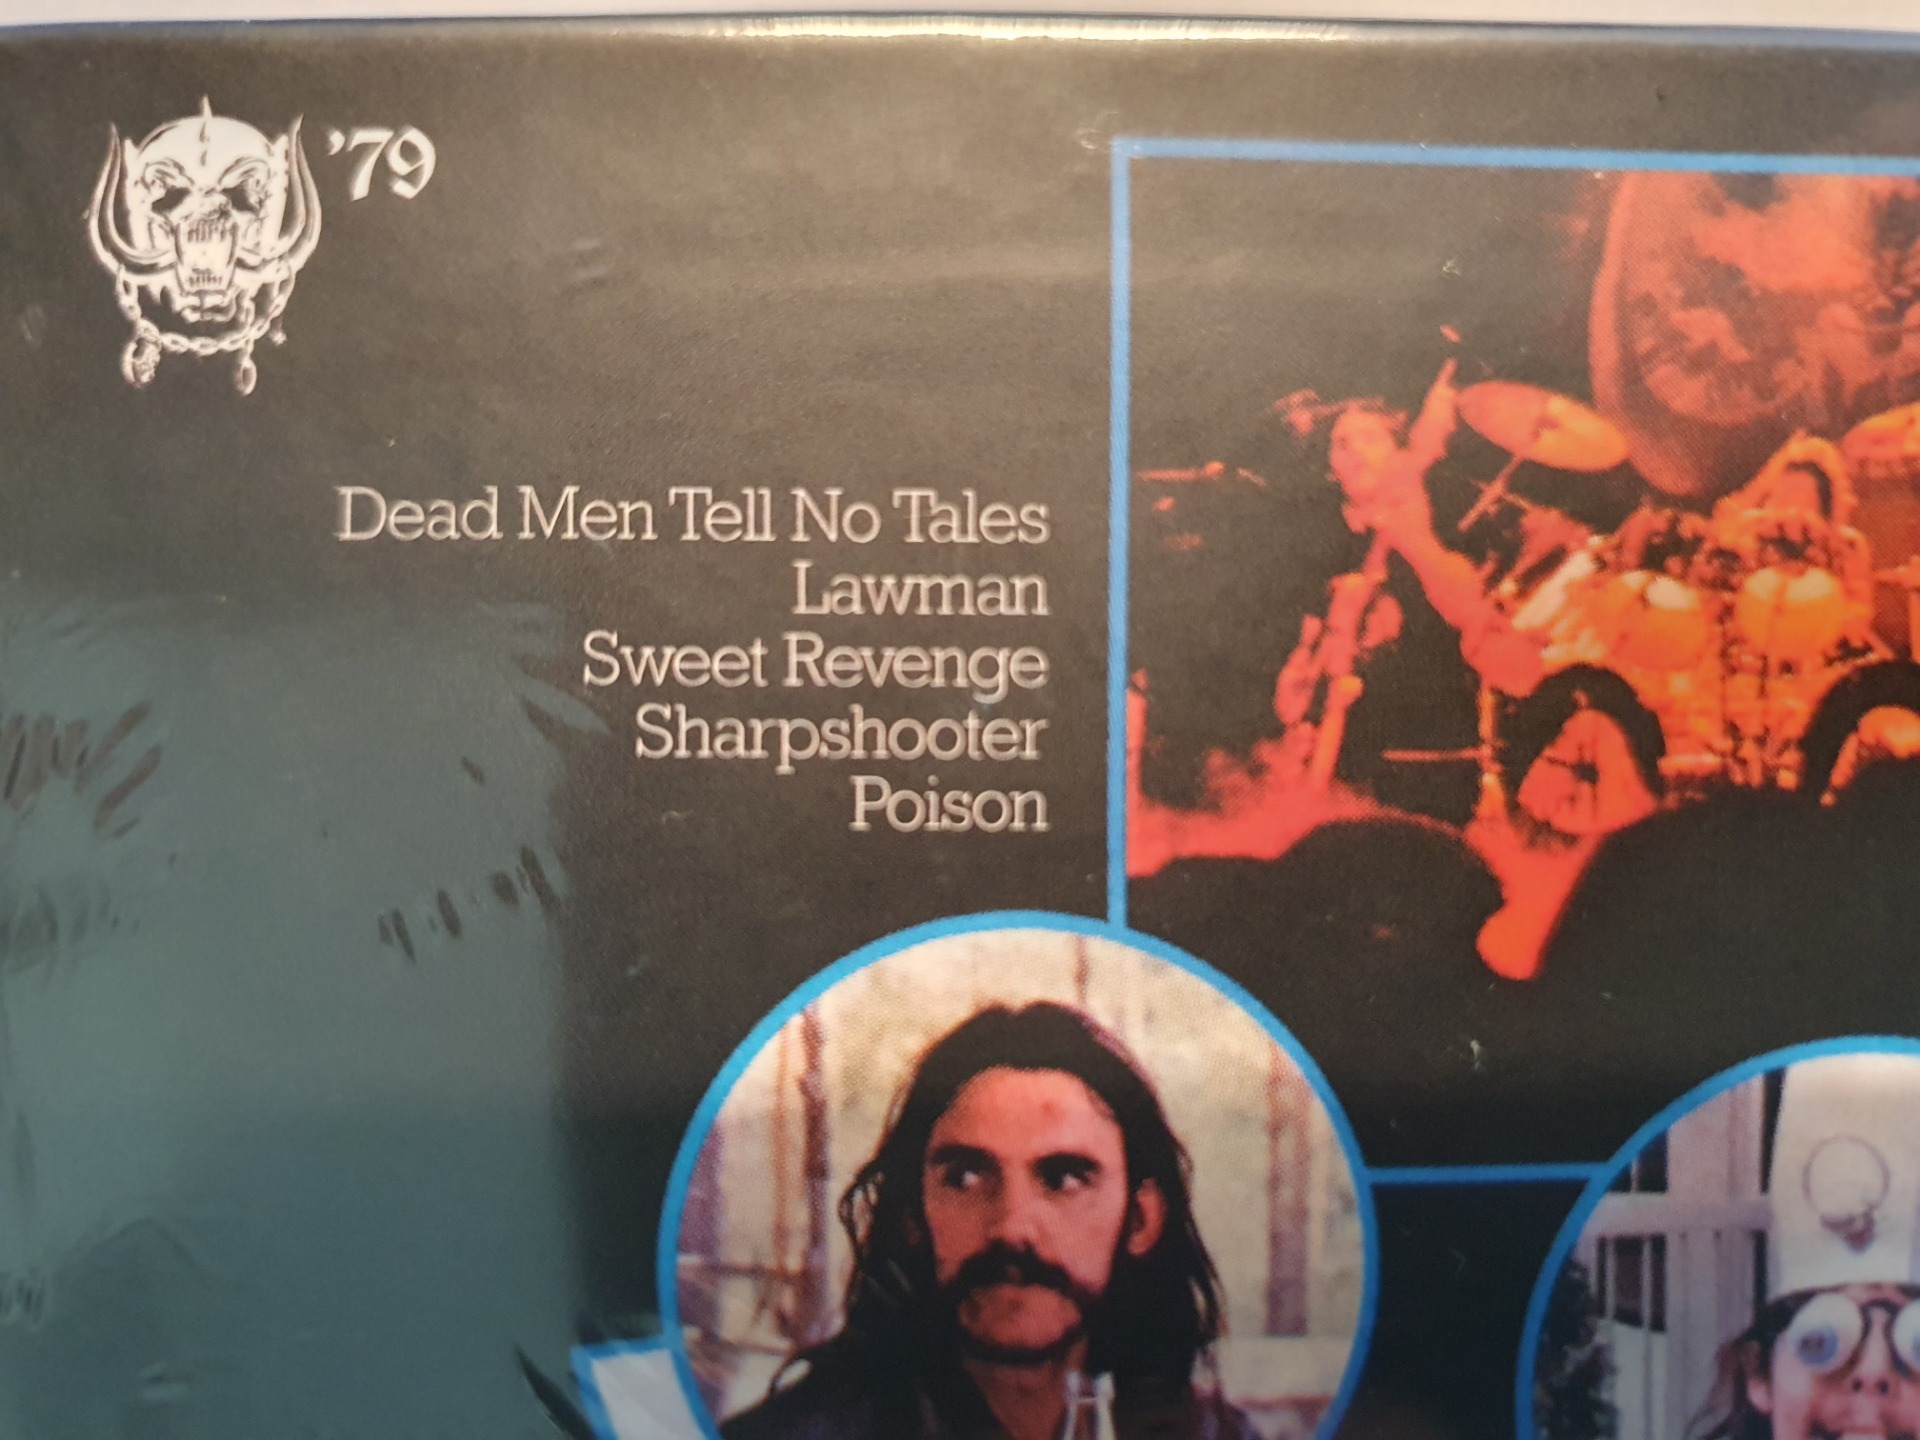 ’79
Dead Men Tell No Tales
Lawman
Sweet Revenge
Sharpshooter
Poison